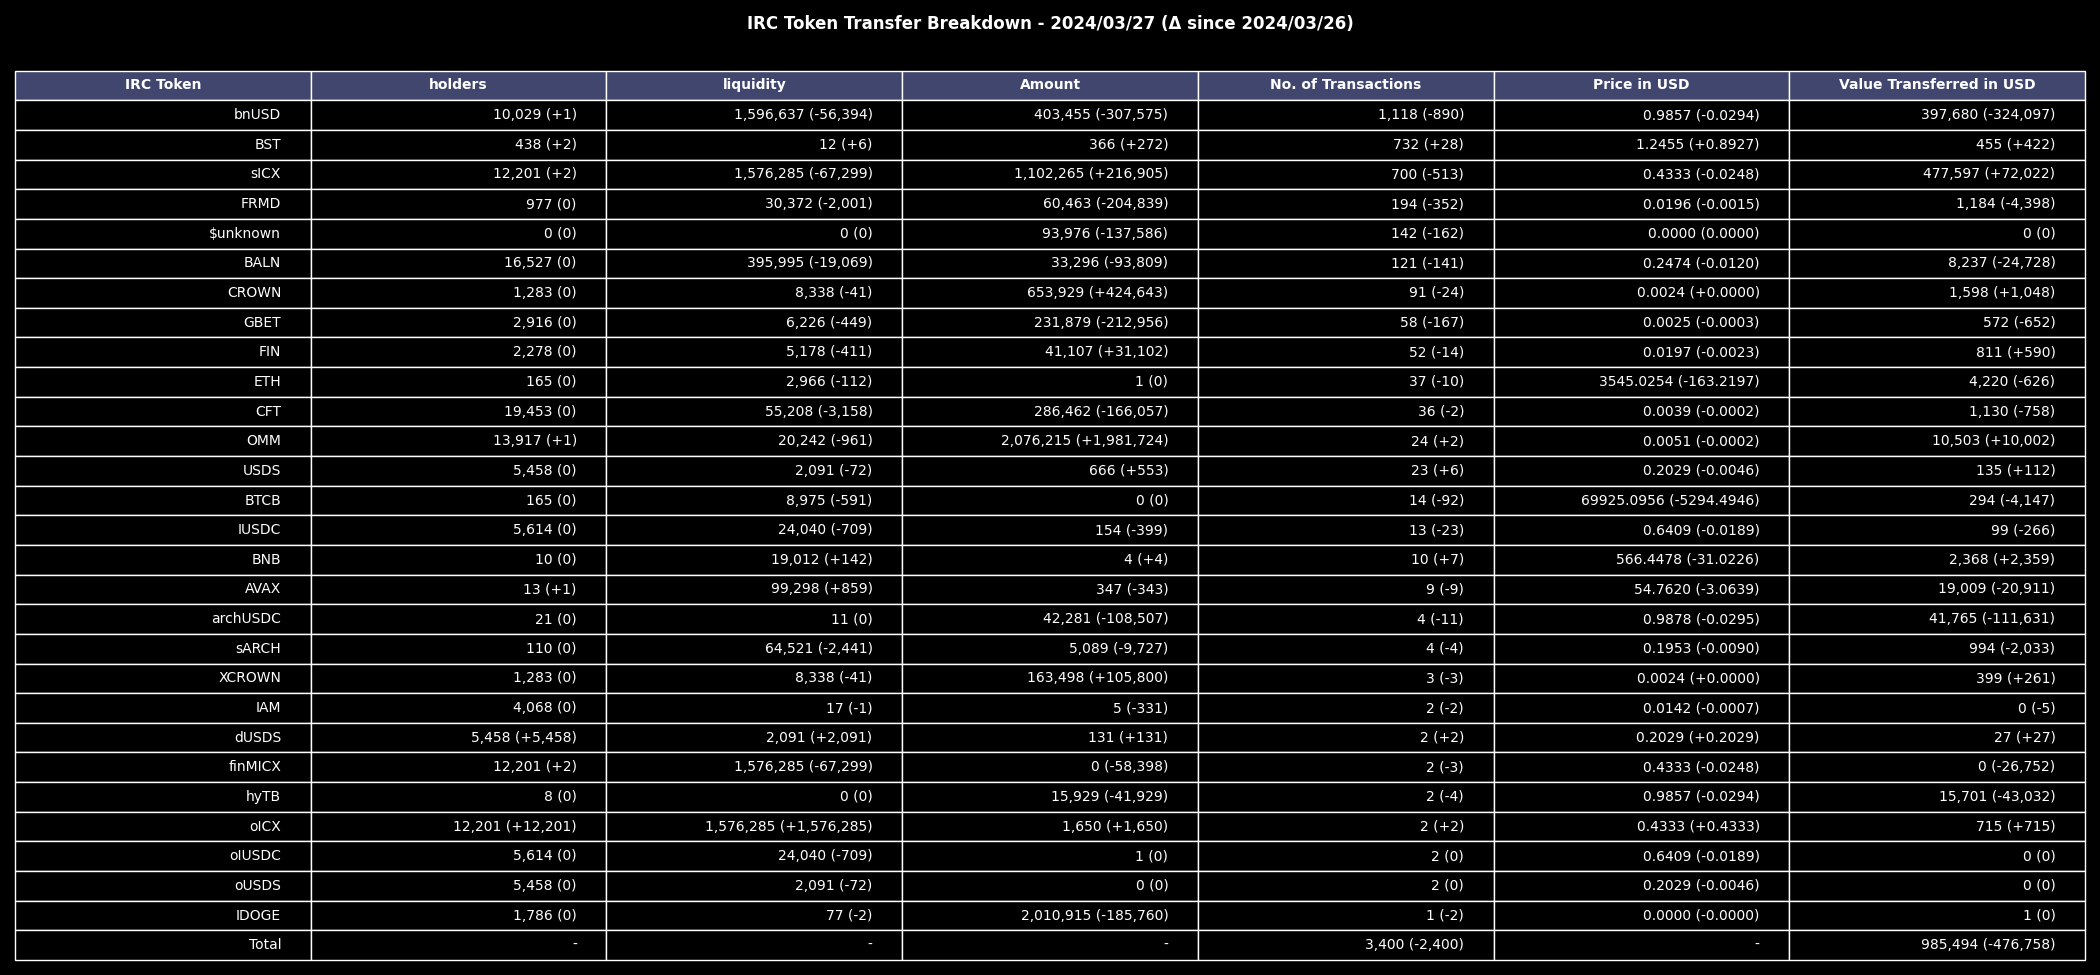 IRC Token Transfer Breakdown - 2024/03/27 (Δ since 2024/03/26)
IRC Token holders liquidity Amount No. of Transactions Price in USD Value Transferred in USD
bnUSD 10,029 (+1) 1,596,637 (-56,394) 403,455 (-307,575) 1,118 (-890) 0.9857 (-0.0294) 397,680 (-324,097)
BST 438 (+2) 12 (+6) 366 (+272) 732 (+28) 1.2455 (+0.8927) 455 (+422)
sICX 12,201 (+2) 1,576,285 (-67,299) 1,102,265 (+216,905) 700 (-513) 0.4333 (-0.0248) 477,597 (+72,022)
FRMD 977 (0) 30,372 (-2,001) 60,463 (-204,839) 194 (-352) 0.0196 (-0.0015) 1,184 (-4,398)
$unknown 0 (0) 0 (0) 93,976 (-137,586) 142 (-162) 0.0000 (0.0000) 0 (0)
BALN 16,527 (0) 395,995 (-19,069) 33,296 (-93,809) 121 (-141) 0.2474 (-0.0120) 8,237 (-24,728)
CROWN 1,283 (0) 8,338 (-41) 653,929 (+424,643) 91 (-24) 0.0024 (+0.0000) 1,598 (+1,048)
GBET 2,916 (0) 6,226 (-449) 231,879 (-212,956) 58 (-167) 0.0025 (-0.0003) 572 (-652)
FIN 2,278 (0) 5,178 (-411) 41,107 (+31,102) 52 (-14) 0.0197 (-0.0023) 811 (+590)
ETH 165 (0) 2,966 (-112) 1 (0) 37 (-10) 3545.0254 (-163.2197) 4,220 (-626)
CFT 19,453 (0) 55,208 (-3,158) 286,462 (-166,057) 36 (-2) 0.0039 (-0.0002) 1,130 (-758)
OMM 13,917 (+1) 20,242 (-961) 2,076,215 (+1,981,724) 24 (+2) 0.0051 (-0.0002) 10,503 (+10,002)
USDS 5,458 (0) 2,091 (-72) 666 (+553) 23 (+6) 0.2029 (-0.0046) 135 (+112)
BTCB 165 (0) 8,975 (-591) 0 (0) 14 (-92) 69925.0956 (-5294.4946) 294 (-4,147)
IUSDC 5,614 (0) 24,040 (-709) 154 (-399) 13 (-23) 0.6409 (-0.0189) 99 (-266)
BNB 10 (0) 19,012 (+142) 4 (+4) 10 (+7) 566.4478 (-31.0226) 2,368 (+2,359)
AVAX 13 (+1) 99,298 (+859) 347 (-343) 9 (-9) 54.7620 (-3.0639) 19,009 (-20,911)
archUSDC 21 (0) 11 (0) 42,281 (-108,507) 4 (-11) 0.9878 (-0.0295) 41,765 (-111,631)
sARCH 110 (0) 64,521 (-2,441) 5,089 (-9,727) 4 (-4) 0.1953 (-0.0090) 994 (-2,033)
XCROWN 1,283 (0) 8,338 (-41) 163,498 (+105,800) 3 (-3) 0.0024 (+0.0000) 399 (+261)
IAM 4,068 (0) 17 (-1) 5 (-331) 2 (-2) 0.0142 (-0.0007) 0 (-5)
dUSDS 5,458 (+5,458) 2,091 (+2,091) 131 (+131) 2 (+2) 0.2029 (+0.2029) 27 (+27)
finMICX 12,201 (+2) 1,576,285 (-67,299) 0 (-58,398) 2 (-3) 0.4333 (-0.0248) 0 (-26,752)
hyTB 8 (0) 0 (0) 15,929 (-41,929) 2 (-4) 0.9857 (-0.0294) 15,701 (-43,032)
oICX 12,201 (+12,201) 1,576,285 (+1,576,285) 1,650 (+1,650) 2 (+2) 0.4333 (+0.4333) 715 (+715)
oIUSDC 5,614 (0) 24,040 (-709) 1 (0) 2 (0) 0.6409 (-0.0189) 0 (0)
oUSDS 5,458 (0) 2,091 (-72) 0 (0) 2 (0) 0.2029 (-0.0046) 0 (0)
IDOGE 1,786 (0) 77 (-2) 2,010,915 (-185,760) 1 (-2) 0.0000 (-0.0000) 1 (0)
Total - - - 3,400 (-2,400) - 985,494 (-476,758)